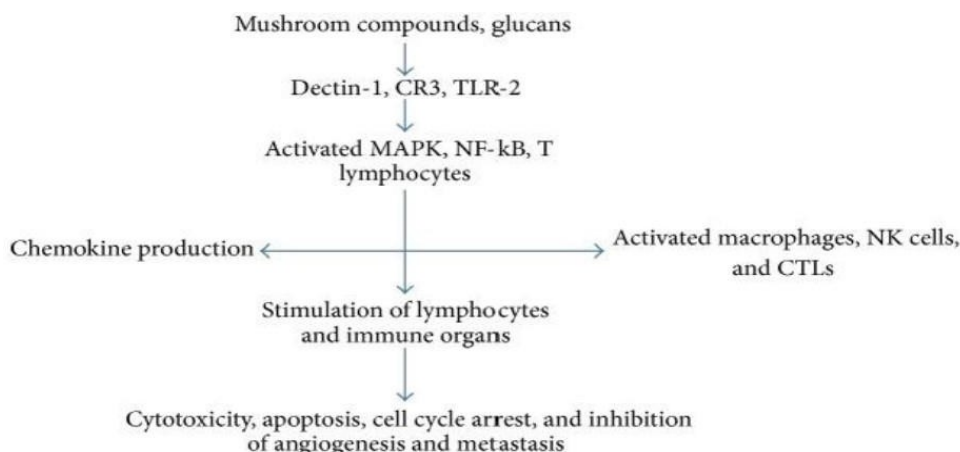 Mushroom compounds, glucans
Dectin-1, CR3, TLR-2
Activated MAPK, NF-kB, T
lymphocytes
Chemokine production
Activated macrophages, NK cells,
and CTLs
Stimulation of lymphocytes
and immune organs
Cytotoxicity, apoptosis, cell cycle arrest, and inhibition
of angiogenesis and metastasis